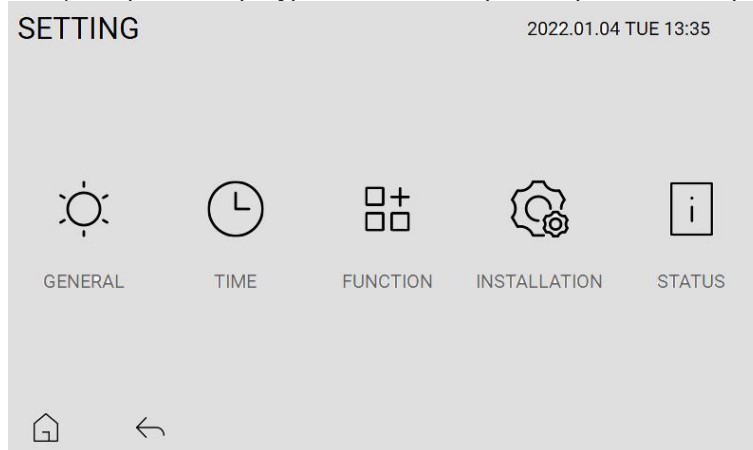 SETTING
2022.01.04 TUE 13:35
GENERAL
TIME
FUNCTION
INSTALLATION
STATUS